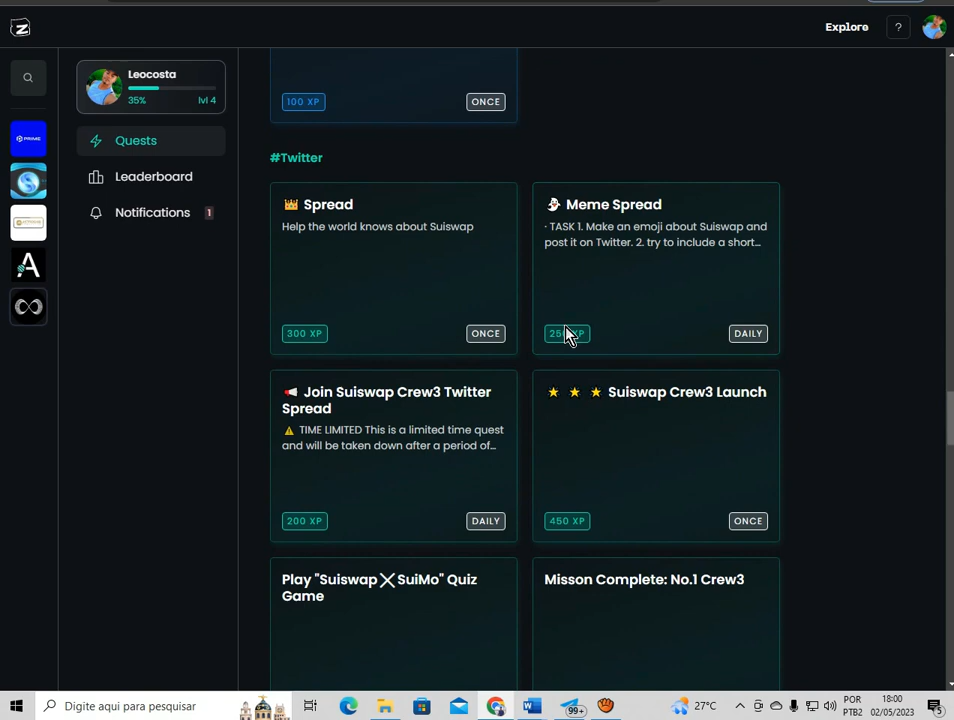 Explore
?
Leocosta
35%
lvl 4
Quests
Leaderboard
Notifications
1
PRIME
100 XP
ONCE
#Twitter
Spread
Help the world knows about Suiswap
300 XP
ONCE
Meme Spread
· TASK 1. Make an emoji about Suiswap and
post it on Twitter. 2. try to include a short...
XP
DAILY
Join Suiswap Crew3 Twitter
Spread
TIME LIMITED This is a limited time quest
and will be taken down after a period of...
200 XP
DAILY
Suiswap Crew3 Launch
450 XP
ONCE
Play "Suiswap╳SuiMo" Quiz
Game
Misson Complete: No.1 Crew3
Digite aqui para pesquisar
99+
27°C
POR
PTB2
18:00
02/05/2023
5